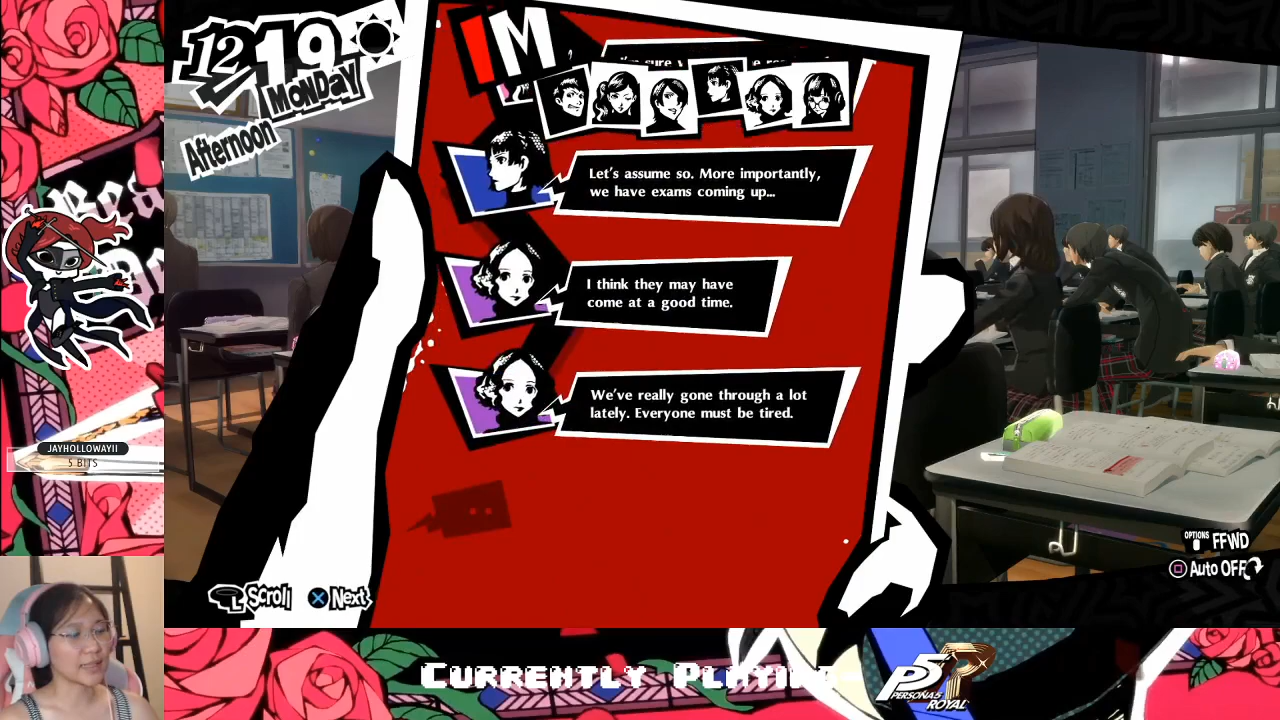 12 19
MONDAY
Afternoon
IM
Let's assume so. More importantly,
we have exams coming up...
I think they may have
come at a good time.
We've really gone through a lot
lately. Everyone must be tired.
JAYHOLLOWAYII
5 BITS
OPTIONS
FFWD
Auto OFF
L Scroll
Next
Currently Playing
P5R
PERSONA5
ROYAL